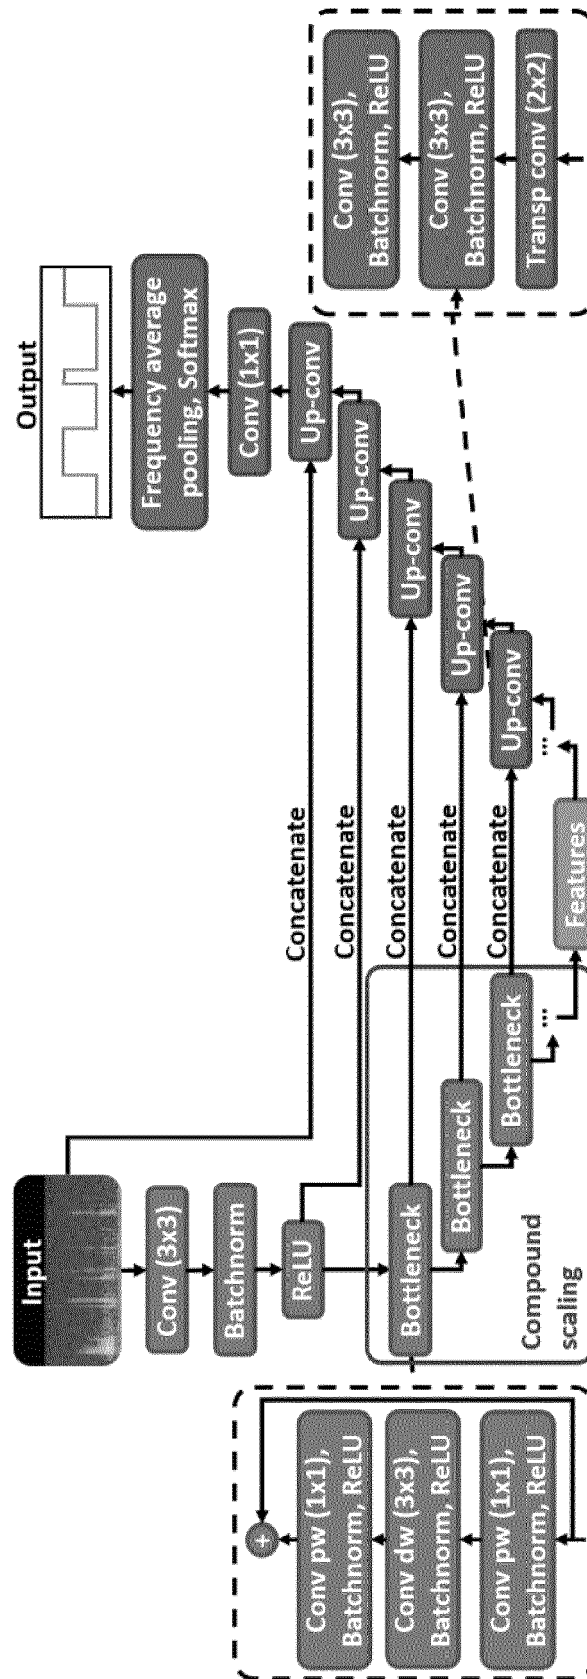 Input
Conv (3x3)
Batchnorm
ReLU
Bottleneck
Bottleneck
Bottleneck
...
Compound
scaling
Features
Conv pw (1x1),
Batchnorm, ReLU
Conv dw (3x3),
Batchnorm, ReLU
Conv pw (1x1),
Batchnorm, ReLU
+
Concatenate
Concatenate
Concatenate
Concatenate
Concatenate
Output
Frequency average
pooling, Softmax
Conv (1x1)
Up-conv
Up-conv
Up-conv
Up-conv
Up-conv
...
Conv (3x3),
Batchnorm, ReLU
Conv (3x3),
Batchnorm, ReLU
Transp conv (2x2)